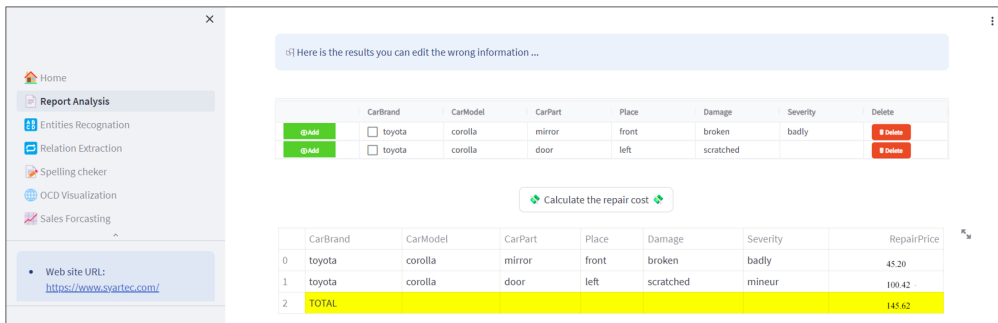 Here is the results you can edit the wrong information ...
Home
Report Analysis
Entities Recognation
Relation Extraction
Spelling cheker
OCD Visualization
Sales Forcasting
Web site URL:
https://www.syartec.com/
CarBrand CarModel CarPart Place Damage Severity Delete
Add toyota corolla mirror front broken badly Delete
Add toyota corolla door left scratched Delete
Calculate the repair cost
CarBrand CarModel CarPart Place Damage Severity RepairPrice
0 toyota corolla mirror front broken badly 45.20
1 toyota corolla door left scratched mineur 100.42
2 TOTAL 145.62